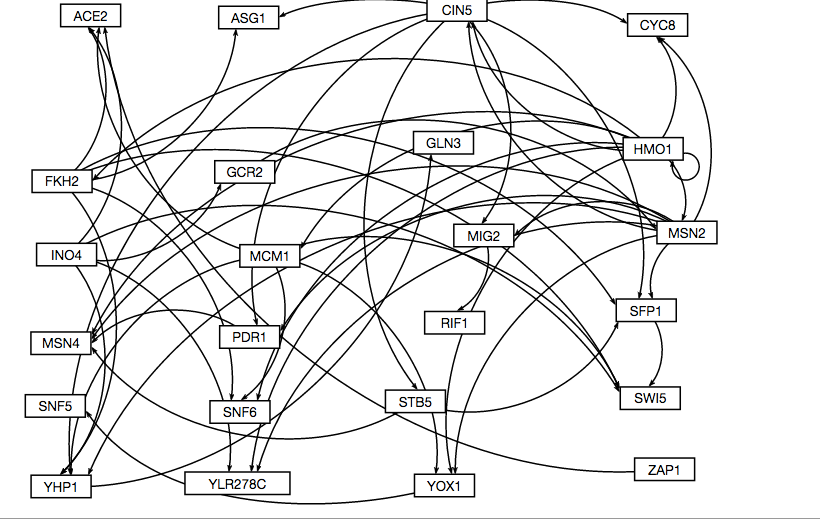 CIN5
ACE2
ASG1
CYC8
GLN3
HMO1
FKH2
GCR2
MIG2
MSN2
INO4
MCM1
SFP1
RIF1
MSN4
PDR1
SNF5
SNF6
STB5
SWI5
ZAP1
YHP1
YLR278C
YOX1